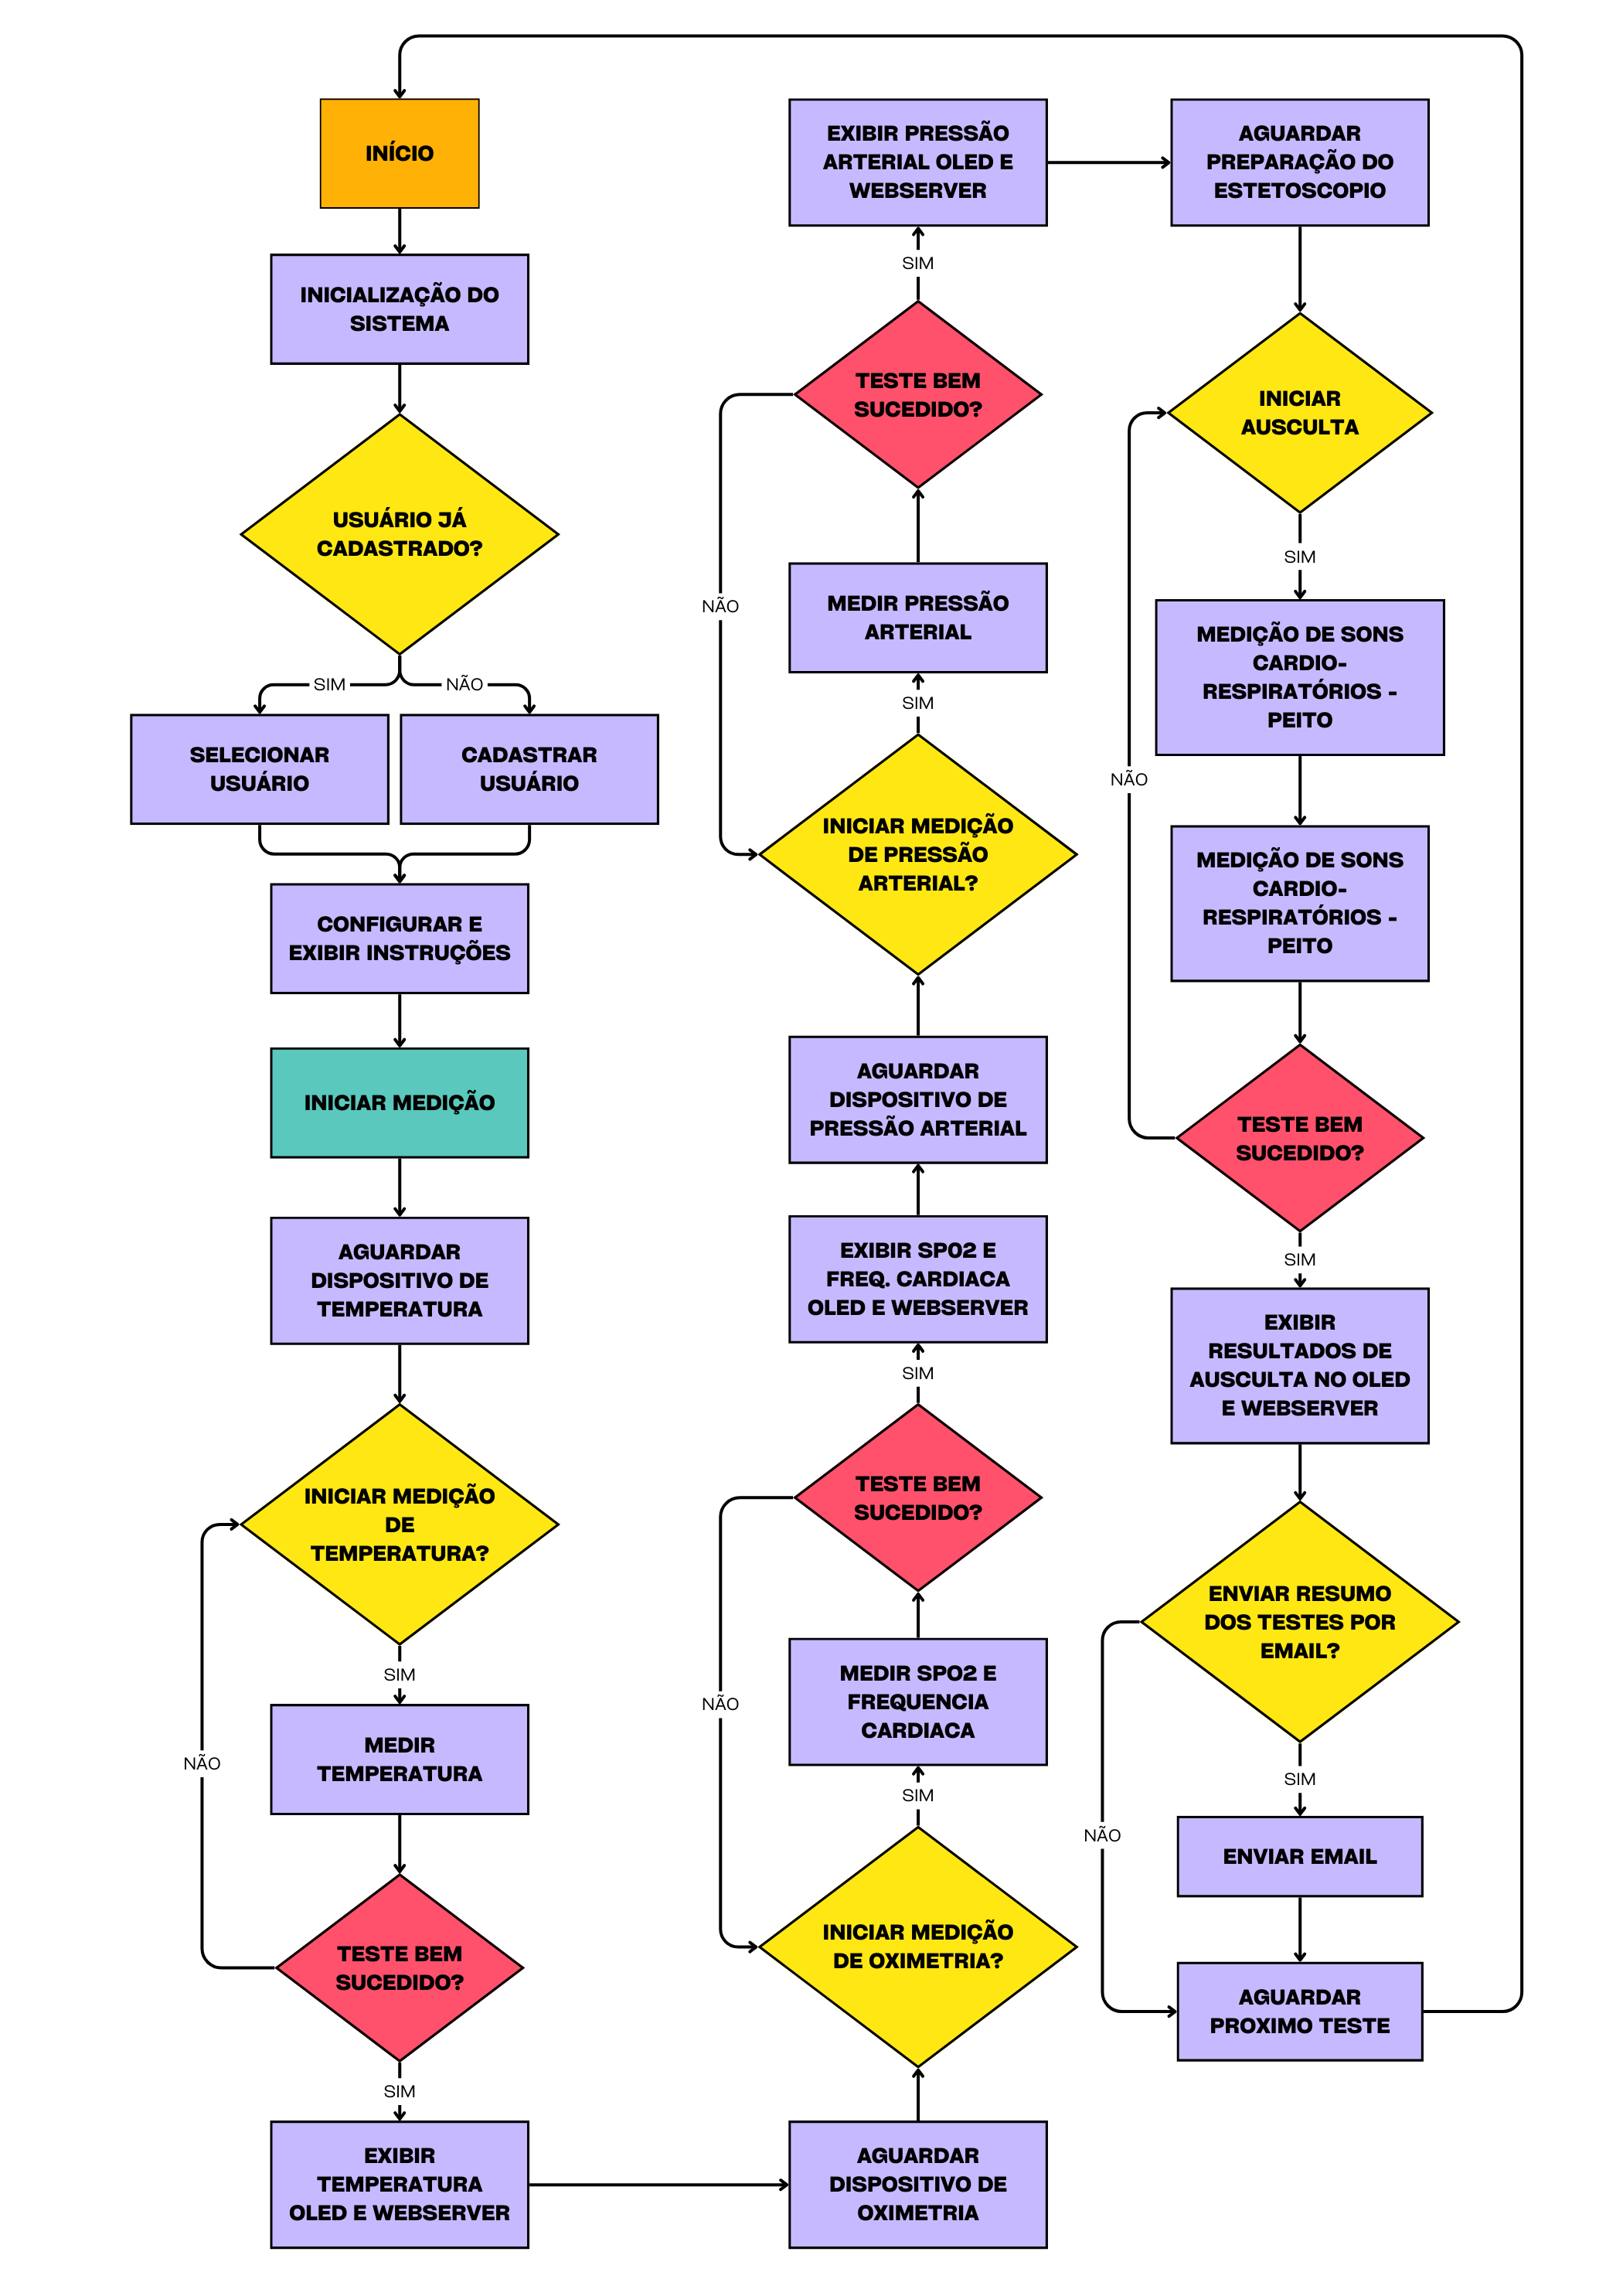 INÍCIO
INICIALIZAÇÃO DO
SISTEMA
USUÁRIO JÁ
CADASTRADO?
SIM
NÃO
SELECIONAR
USUÁRIO
CADASTRAR
USUÁRIO
CONFIGURAR E
EXIBIR INSTRUÇÕES
INICIAR MEDIÇÃO
AGUARDAR
DISPOSITIVO DE
TEMPERATURA
INICIAR MEDIÇÃO
DE
TEMPERATURA?
SIM
NÃO
MEDIR
TEMPERATURA
TESTE BEM
SUCEDIDO?
SIM
EXIBIR
TEMPERATURA
OLED E WEBSERVER
AGUARDAR
DISPOSITIVO DE
OXIMETRIA
INICIAR MEDIÇÃO
DE OXIMETRIA?
SIM
NÃO
MEDIR SPO2 E
FREQUENCIA
CARDIACA
TESTE BEM
SUCEDIDO?
SIM
EXIBIR SPO2 E
FREQ. CARDIACA
OLED E WEBSERVER
AGUARDAR
DISPOSITIVO DE
PRESSÃO ARTERIAL
INICIAR MEDIÇÃO
DE PRESSÃO
ARTERIAL?
SIM
NÃO
MEDIR PRESSÃO
ARTERIAL
TESTE BEM
SUCEDIDO?
SIM
EXIBIR PRESSÃO
ARTERIAL OLED E
WEBSERVER
AGUARDAR
PREPARAÇÃO DO
ESTETOSCOPIO
INICIAR
AUSCULTA
SIM
MEDIÇÃO DE SONS
CARDIO-
RESPIRATÓRIOS -
PEITO
NÃO
MEDIÇÃO DE SONS
CARDIO-
RESPIRATÓRIOS -
PEITO
TESTE BEM
SUCEDIDO?
SIM
EXIBIR
RESULTADOS DE
AUSCULTA NO OLED
E WEBSERVER
ENVIAR RESUMO
DOS TESTES POR
EMAIL?
SIM
NÃO
ENVIAR EMAIL
AGUARDAR
PROXIMO TESTE